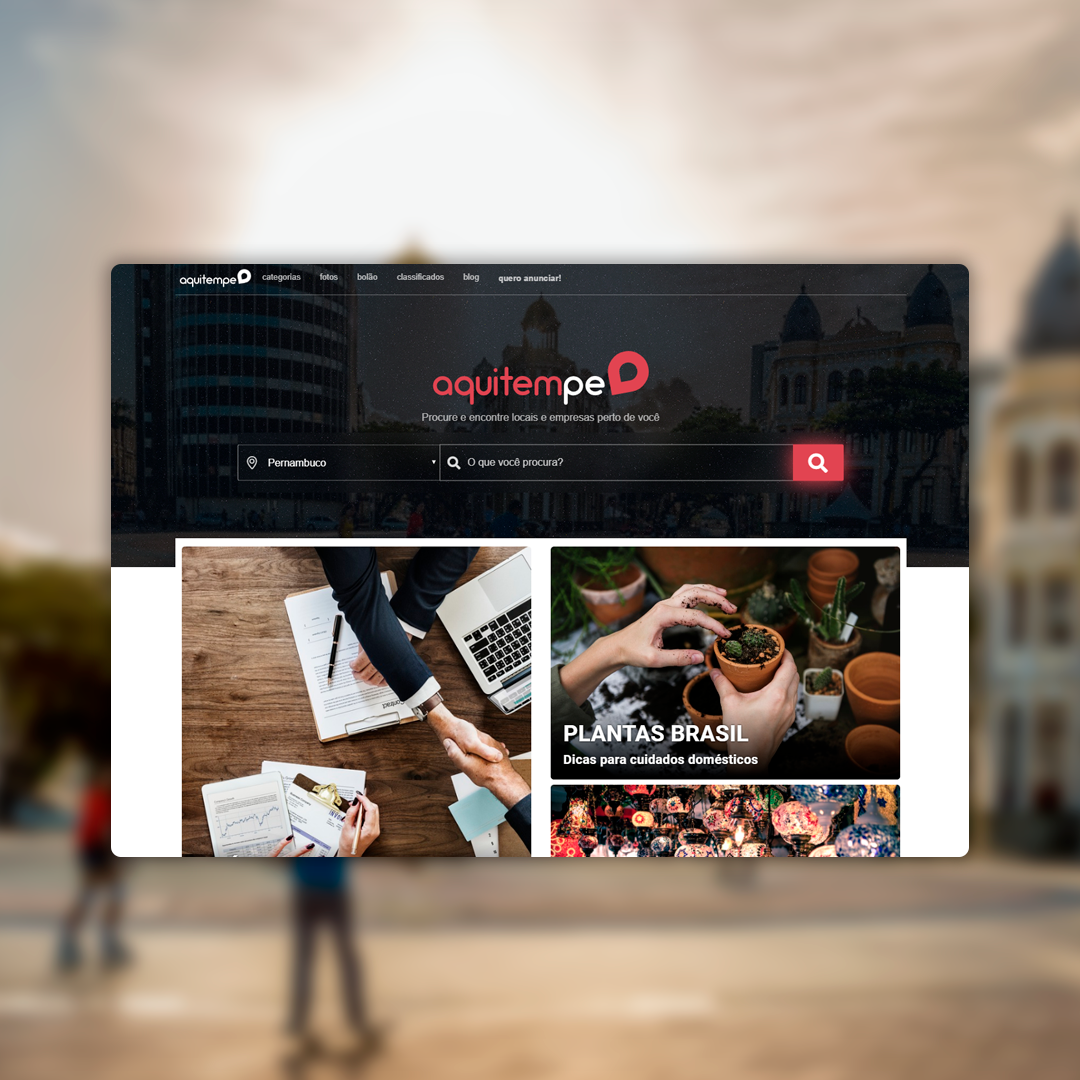 aquitempe
categorias
fotos
bolão
classificados
blog
quero anunciar!
aquitempe
Procure e encontre locais e empresas perto de você
Pernambuco
O que você procura?
Contract
PLANTAS BRASIL
Dicas para cuidados domésticos